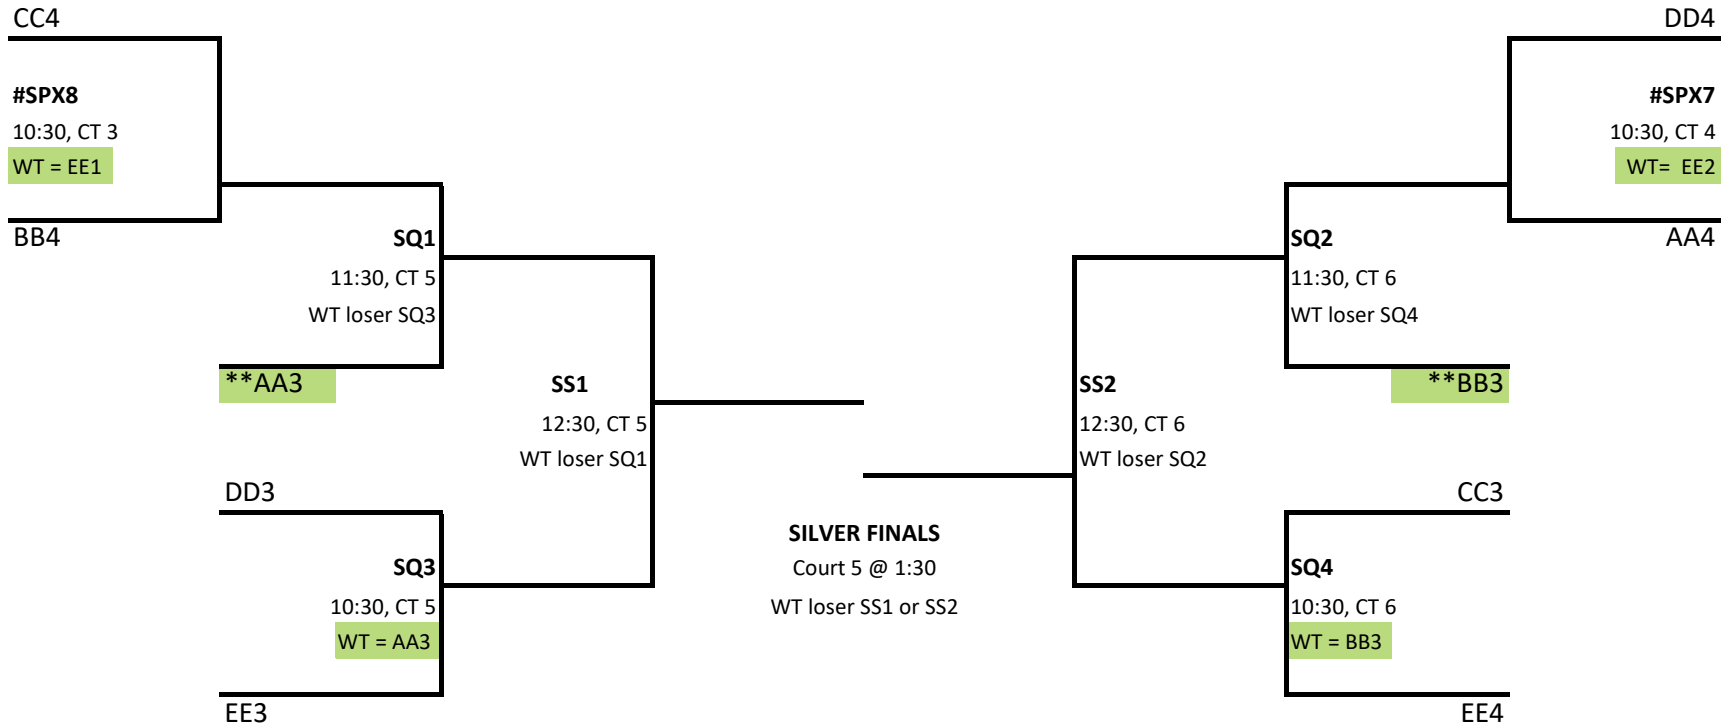 CC4
#SPX8
10:30, CT 3
WT = EE1
BB4
SQ1
11:30, CT 5
WT loser SQ3
**AA3
SS1
12:30, CT 5
WT loser SQ1
DD3
SQ3
10:30, CT 5
WT = AA3
EE3
SILVER FINALS
Court 5 @ 1:30
WT loser SS1 or SS2
DD4
#SPX7
10:30, CT 4
WT=  EE2
AA4
SQ2
11:30, CT 6
WT loser SQ4
**BB3
SS2
12:30, CT 6
WT loser SQ2
CC3
SQ4
10:30, CT 6
WT = BB3
EE4